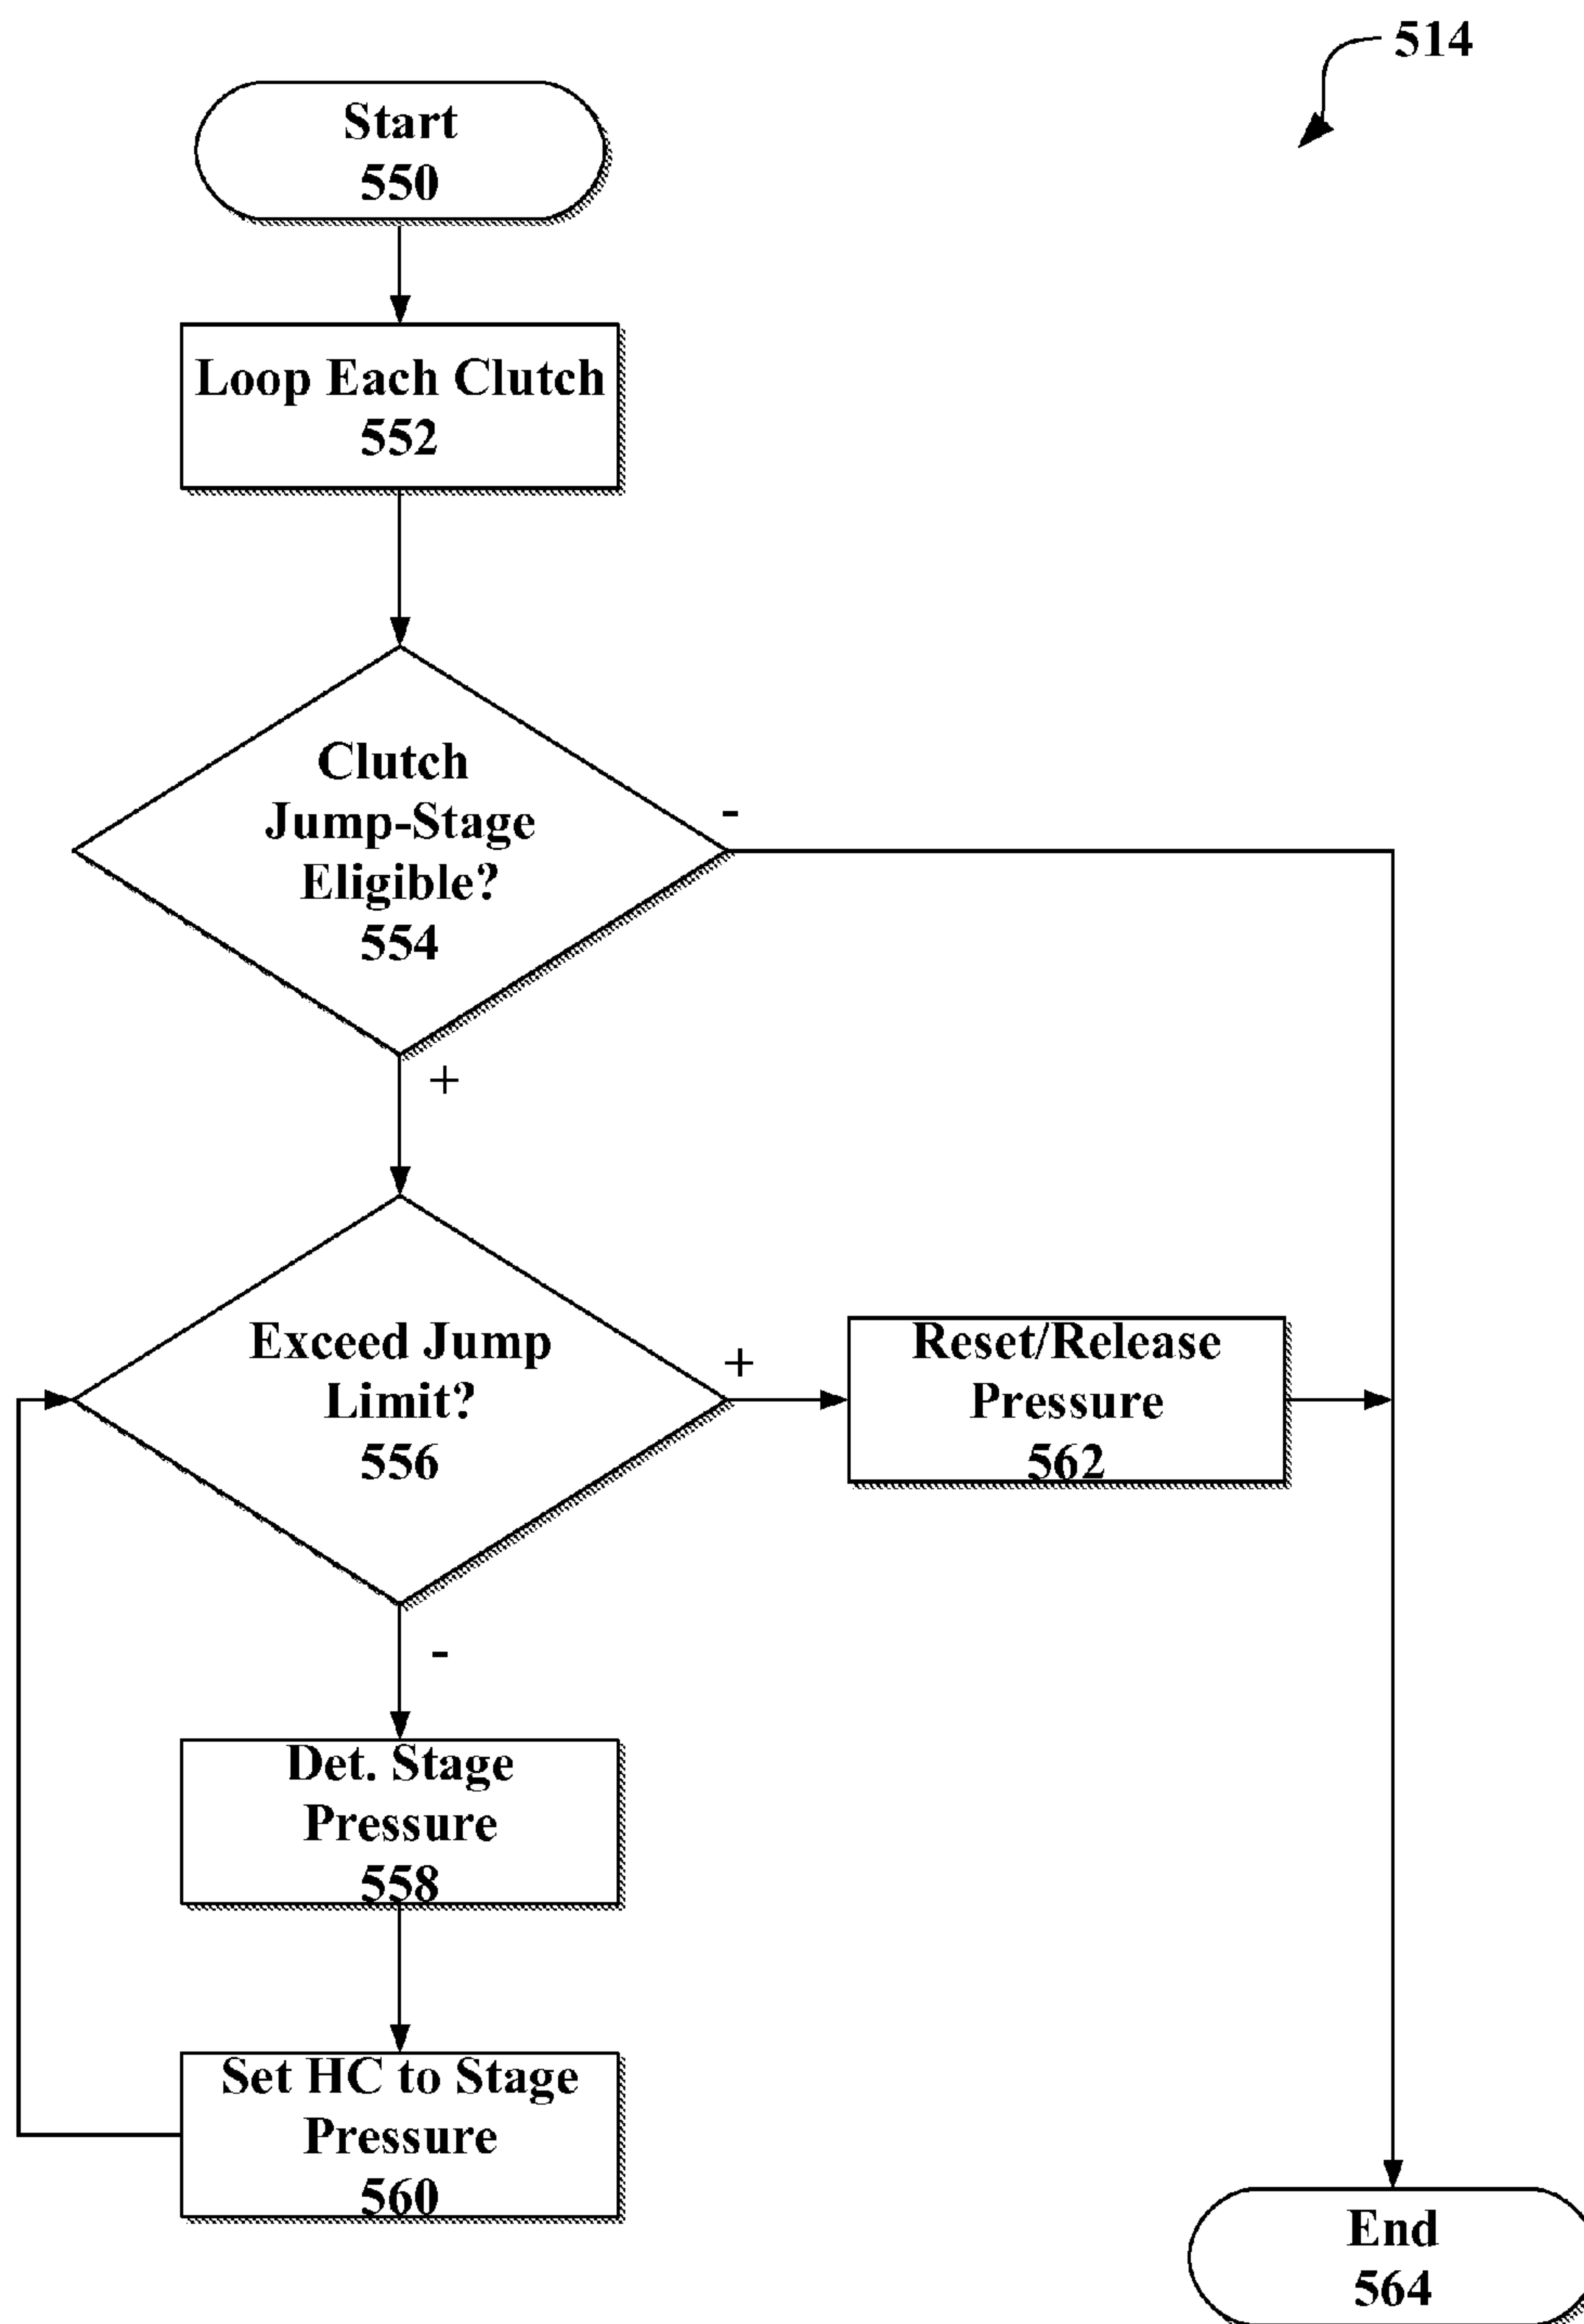 514
Start
550
Loop Each Clutch
552
Clutch
Jump-Stage
Eligible?
554
-
+
Exceed Jump
Limit?
556
+
Reset/Release
Pressure
562
-
Det. Stage
Pressure
558
Set HC to Stage
Pressure
560
End
564